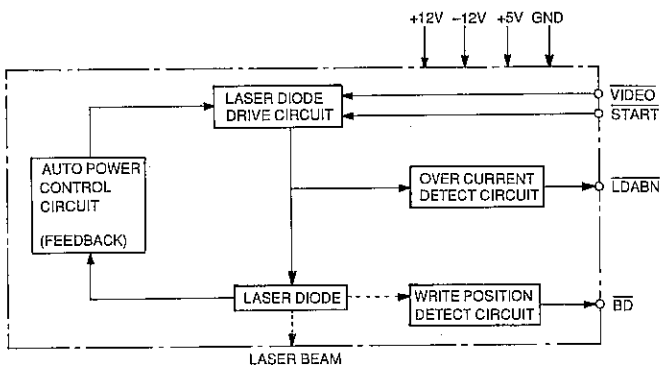 +12V -12V +5V GND
LASER DIODE
DRIVE CIRCUIT
VIDEO
START
AUTO POWER
CONTROL
CIRCUIT
(FEEDBACK)
OVER CURRENT
DETECT CIRCUIT
LDABN
LASER DIODE
WRITE POSITION
DETECT CIRCUIT
BD
LASER BEAM